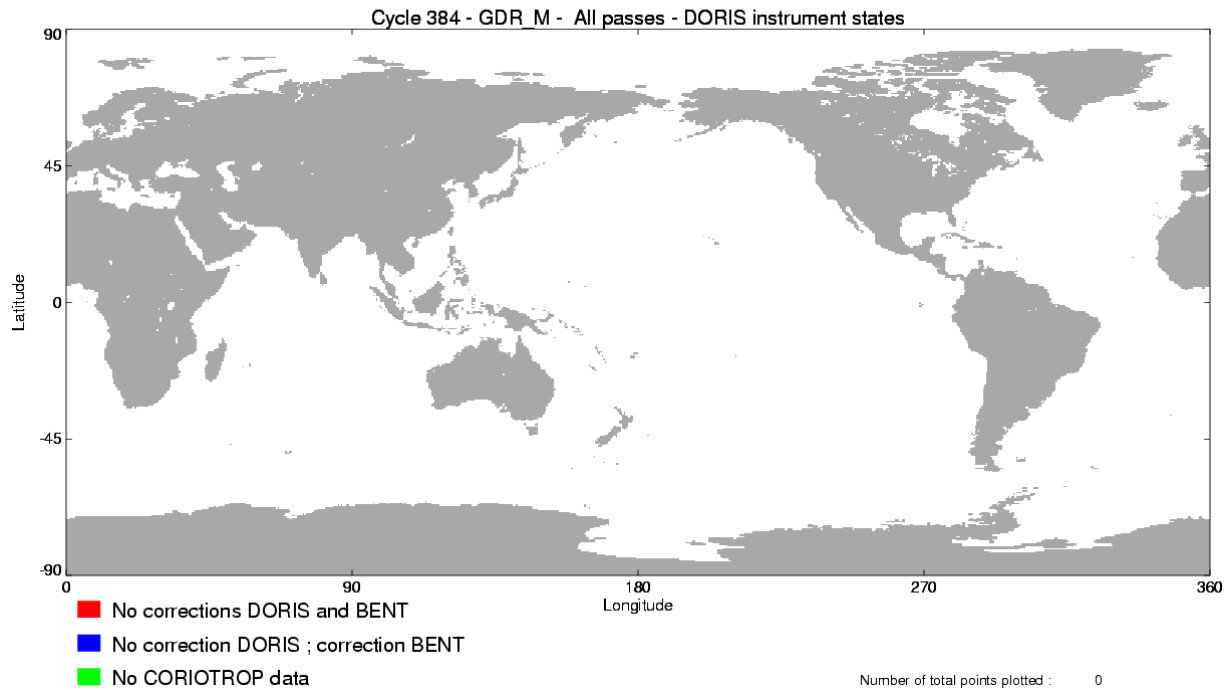 Cycle 384 - GDR_M - All passes - DORIS instrument states
90
45
Latitude
0
-45
-90
0
90
180
270
360
Longitude
No corrections DORIS and BENT
No correction DORIS ; correction BENT
No CORIOTROP data
Number of total points plotted : 0